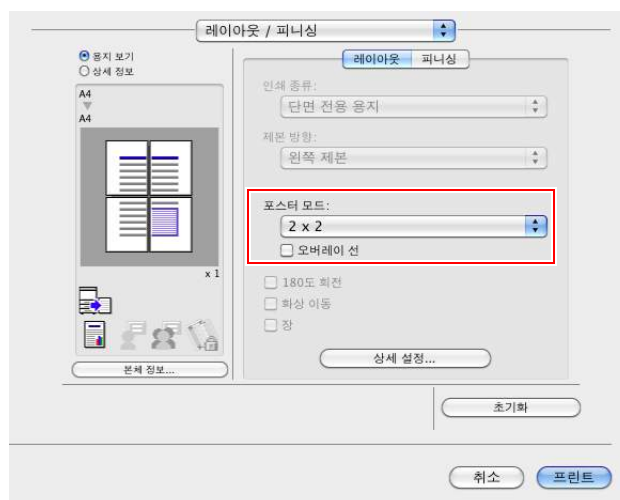 레이아웃 / 피니싱
용지 보기
상세 정보
A4
A4
x 1
본체 정보...
레이아웃 피니싱
인쇄 종류:
단면 전용 용지
제본 방향:
왼쪽 제본
포스터 모드:
2 x 2
오버레이 선
180도 회전
화상 이동
장
상세 설정...
초기화
취소 프린트